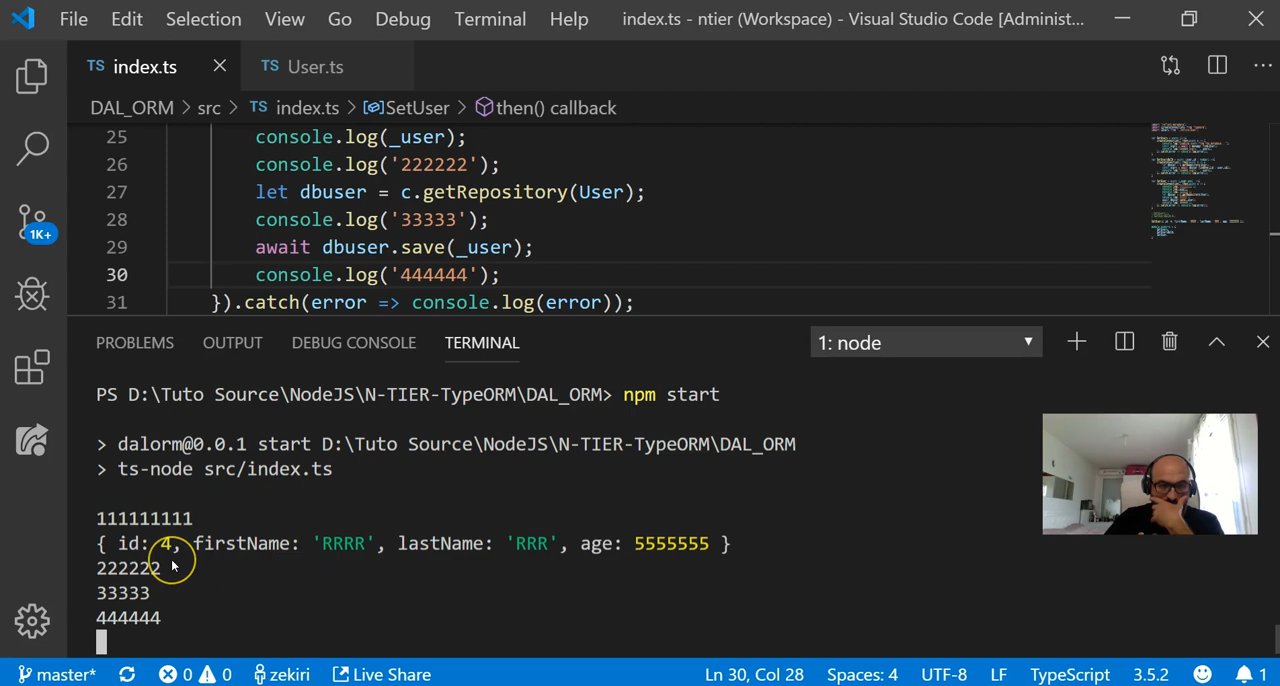 File Edit Selection View Go Debug Terminal Help index.ts - ntier (Workspace) - Visual Studio Code [Administ...
TS index.ts TS User.ts
DAL_ORM > src > TS index.ts > SetUser > then() callback
25 console.log(_user);
26 console.log('222222');
27 let dbuser = c.getRepository(User);
28 console.log('33333');
29 await dbuser.save(_user);
30 console.log('444444');
31 }).catch(error => console.log(error));
1K+
PROBLEMS OUTPUT DEBUG CONSOLE TERMINAL 1: node
PS D:\Tuto Source\NodeJS\N-TIER-TypeORM\DAL_ORM> npm start
> dalorm@0.0.1 start D:\Tuto Source\NodeJS\N-TIER-TypeORM\DAL_ORM
> ts-node src/index.ts
111111111
{ id: 4, firstName: 'RRRR', lastName: 'RRR', age: 5555555 }
222222
33333
444444
master* 0 0 zekiri Live Share Ln 30, Col 28 Spaces: 4 UTF-8 LF TypeScript 3.5.2 1